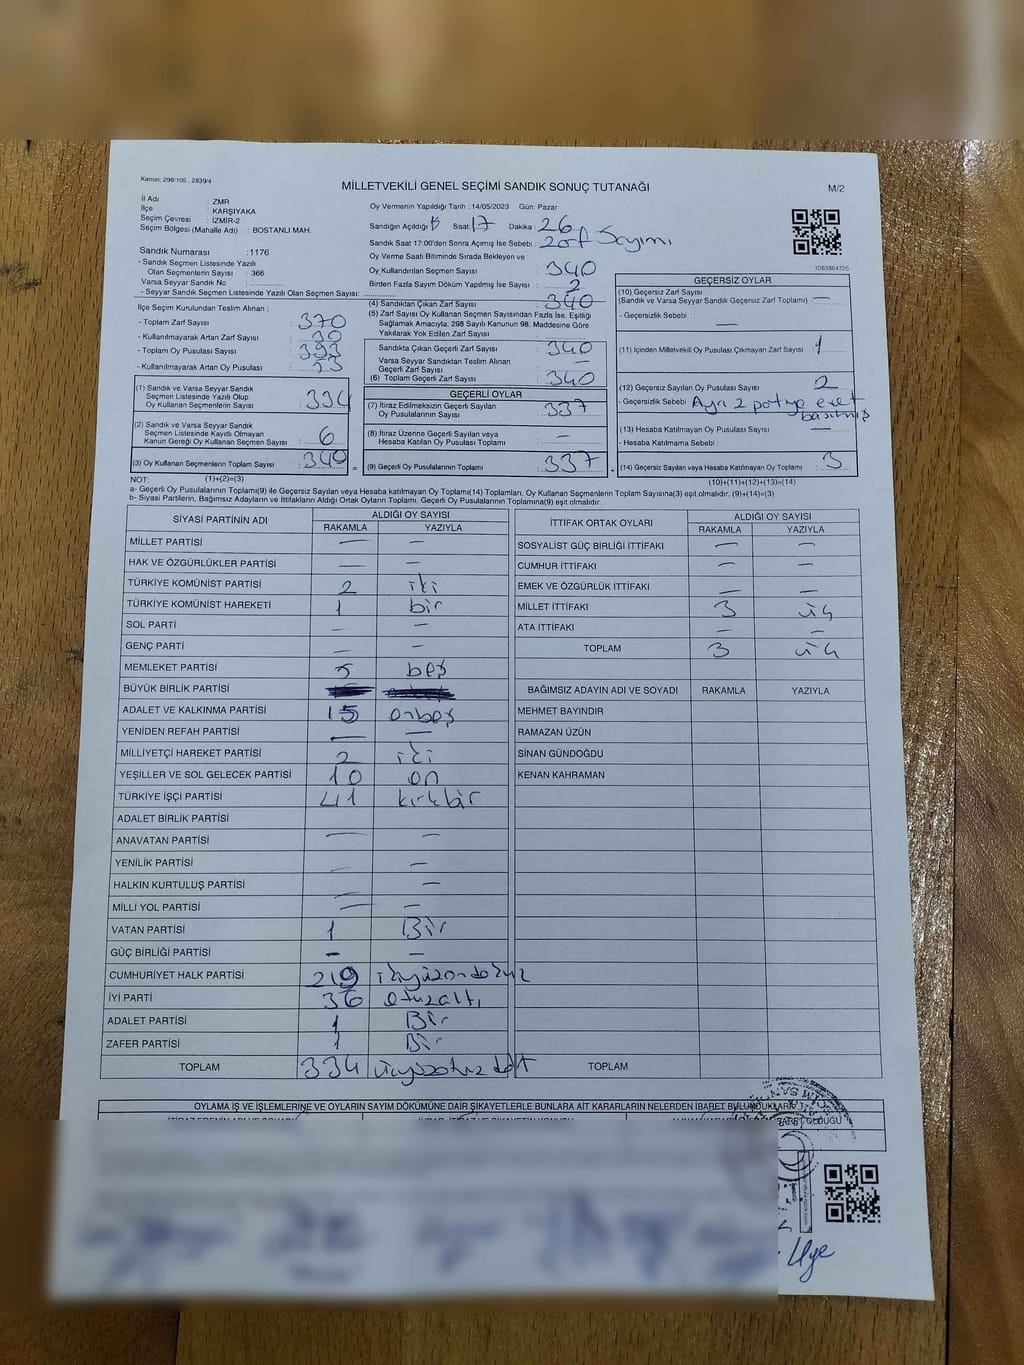 Kanun: 298/105 , 2839/4
MİLLETVEKİLİ GENEL SEÇİMİ SANDIK SONUÇ TUTANAĞI
M/2
İl Adı : ZMR
İlçe : KARŞIYAKA
Seçim Çevresi : İZMİR-2
Seçim Bölgesi (Mahalle Adı) : BOSTANLI MAH.
Sandık Numarası : 1176
- Sandık Seçmen Listesinde Yazılı
Olan Seçmenlerin Sayısı : 366
Varsa Seyyar Sandık No :
- Seyyar Sandık Seçmen Listesinde Yazılı Olan Seçmen Sayısı:
Oy Vermenin Yapıldığı Tarih : 14/05/2023 Gün: Pazar
Sandığın Açıldığı Saat: 17 Dakika : 26
Sandık Saat 17:00'den Sonra Açılmış İse Sebebi : Zarf Sayımı
Oy Verme Saati Bitiminde Sırada Bekleyen ve
Oy Kullandırılan Seçmen Sayısı : 340
Birden Fazla Sayım Döküm Yapılmış İse Sayısı : 2
1083864725
İlçe Seçim Kurulundan Teslim Alınan ;
- Toplam Zarf Sayısı : 370
- Kullanılmayarak Artan Zarf Sayısı : 30
- Toplam Oy Pusulası Sayısı : 393
- Kullanılmayarak Artan Oy Pusulası :
(4) Sandıktan Çıkan Zarf Sayısı : 340
(5) Zarf Sayısı Oy Kullanan Seçmen Sayısından Fazla İse, Eşitliği
Sağlamak Amacıyla; 298 Sayılı Kanunun 98. Maddesine Göre
Yakılarak Yok Edilen Zarf Sayısı
Sandıkta Çıkan Geçerli Zarf Sayısı : 340
Varsa Seyyar Sandıktan Teslim Alınan
Geçerli Zarf Sayısı : —
(6) Toplam Geçerli Zarf Sayısı : 340
GEÇERSİZ OYLAR
(10) Geçersiz Zarf Sayısı
(Sandık ve Varsa Seyyar Sandık Geçersiz Zarf Toplamı) : —
- Geçersizlik Sebebi :
—
(11) İçinden Milletvekili Oy Pusulası Çıkmayan Zarf Sayısı : 1
(12) Geçersiz Sayılan Oy Pusulası Sayısı : 2
- Geçersizlik Sebebi : Ayrı 2 partiye evet
basılmış
(13) Hesaba Katılmayan Oy Pusulası Sayısı : —
- Hesaba Katılmama Sebebi :
(14) Geçersiz Sayılan veya Hesaba Katılmayan Oy Toplamı : 3
(10)+(11)+(12)+(13)=(14)
(1) Sandık ve Varsa Seyyar Sandık
Seçmen Listesinde Yazılı Olup
Oy Kullanan Seçmenlerin Sayısı : 334
(2) Sandık ve Varsa Seyyar Sandık
Seçmen Listesinde Kayıtlı Olmayan
Kanun Gereği Oy Kullanan Seçmen Sayısı : 6
(3) Oy Kullanan Seçmenlerin Toplam Sayısı : 340
(1)+(2)=(3)
=
GEÇERLİ OYLAR
(7) İtiraz Edilmeksizin Geçerli Sayılan
Oy Pusulalarının Sayısı : 337
(8) İtiraz Üzerine Geçerli Sayılan veya
Hesaba Katılan Oy Pusulası Toplamı : —
(9) Geçerli Oy Pusulalarının Toplamı : 337
+
NOT:
a- Geçerli Oy Pusulalarının Toplamı(9) ile Geçersiz Sayılan veya Hesaba katılmayan Oy Toplamı(14) Toplamları, Oy Kullanan Seçmenlerin Toplam Sayısına(3) eşit olmalıdır. (9)+(14)=(3)
b- Siyasi Partilerin, Bağımsız Adayların ve İttifakların Aldığı Ortak Oyların Toplamı, Geçerli Oy Pusulalarının Toplamına(9) eşit olmalıdır.
SİYASİ PARTİNİN ADI ALDIĞI OY SAYISI
RAKAMLA YAZIYLA
MİLLET PARTİSİ — —
HAK VE ÖZGÜRLÜKLER PARTİSİ — —
TÜRKİYE KOMÜNİST PARTİSİ 2 iki
TÜRKİYE KOMÜNİST HAREKETİ 1 bir
SOL PARTİ — —
GENÇ PARTİ — —
MEMLEKET PARTİSİ 5 beş
BÜYÜK BİRLİK PARTİSİ
ADALET VE KALKINMA PARTİSİ 15 onbeş
YENİDEN REFAH PARTİSİ — —
MİLLİYETÇİ HAREKET PARTİSİ 2 iki
YEŞİLLER VE SOL GELECEK PARTİSİ 10 on
TÜRKİYE İŞÇİ PARTİSİ 41 kırkbir
ADALET BİRLİK PARTİSİ
ANAVATAN PARTİSİ — —
YENİLİK PARTİSİ — —
HALKIN KURTULUŞ PARTİSİ —
MİLLİ YOL PARTİSİ — —
VATAN PARTİSİ 1 Bir
GÜÇ BİRLİĞİ PARTİSİ — —
CUMHURİYET HALK PARTİSİ 219 ikiyüzondokuz
İYİ PARTİ 36 otuzaltı
ADALET PARTİSİ 1 Bir
ZAFER PARTİSİ 1 Bir
TOPLAM 334 üçyüzotuzdört
İTTİFAK ORTAK OYLARI ALDIĞI OY SAYISI
RAKAMLA YAZIYLA
SOSYALİST GÜÇ BİRLİĞİ İTTİFAKI — —
CUMHUR İTTİFAKI — —
EMEK VE ÖZGÜRLÜK İTTİFAKI — —
MİLLET İTTİFAKI 3 üç
ATA İTTİFAKI — —
TOPLAM 3 üç
BAĞIMSIZ ADAYIN ADI VE SOYADI RAKAMLA YAZIYLA
MEHMET BAYINDIR
RAMAZAN ÜZÜN
SİNAN GÜNDOĞDU
KENAN KAHRAMAN
TOPLAM
OYLAMA İŞ VE İŞLEMLERİNE VE OYLARIN SAYIM DÖKÜMÜNE DAİR ŞİKAYETLERLE BUNLARA AİT KARARLARIN NELERDEN İBARET BULUNDUKLARI
Üye